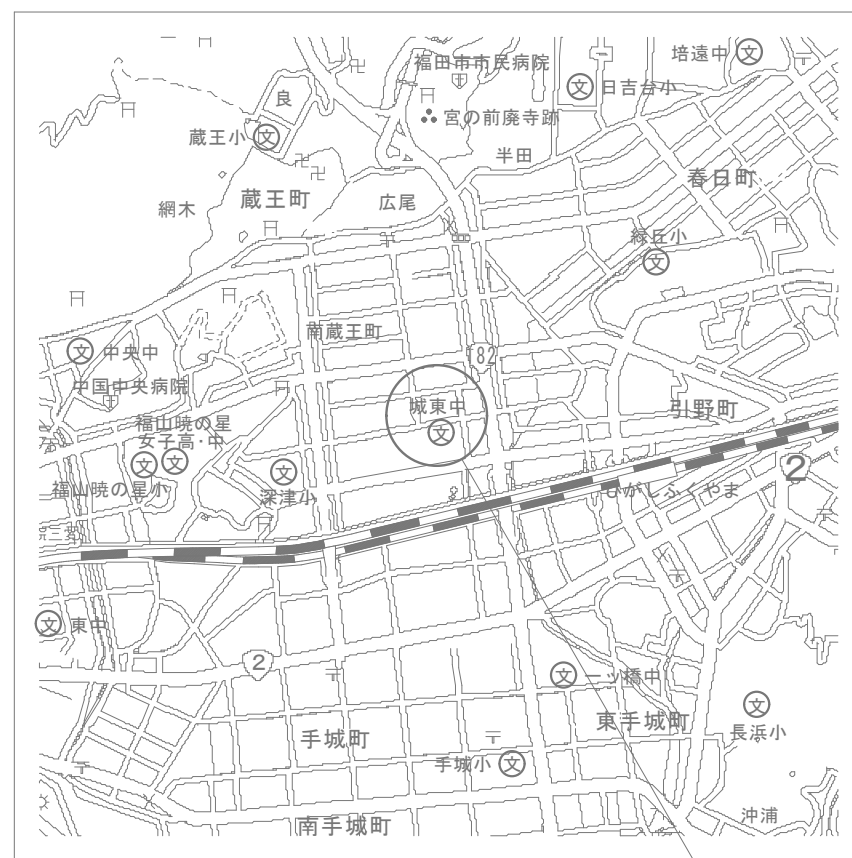 培遠中
福田市市民病院
日吉台小
良
宮の前廃寺跡
蔵王小
半田
春日町
蔵王町
広尾
網木
緑丘小
南蔵王町
中央中
182
中国中央病院
城東中
引野町
福山暁の星
女子高・中
福山暁の星小
深津小
2
ひがしふくやま
東中
2
一ツ橋中
東手城町
長浜小
手城町
手城小
沖浦
南手城町